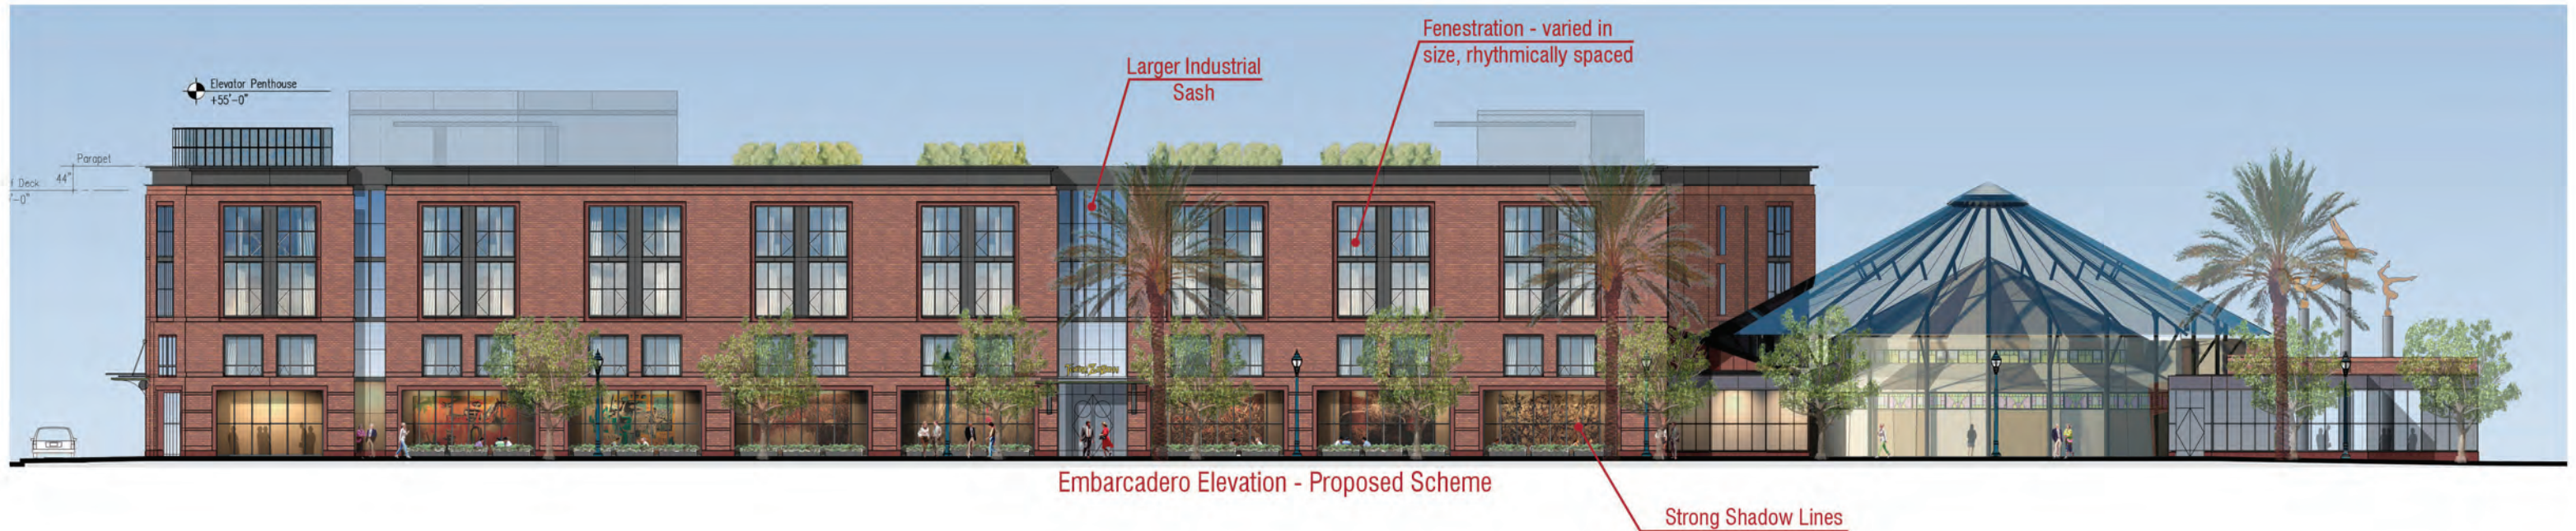 Fenestration - varied in
size, rhythmically spaced
Larger Industrial
Sash
Elevator Penthouse
+55'-0"
Parapet
44"
Deck
'-0"
Embarcadero Elevation - Proposed Scheme
Strong Shadow Lines